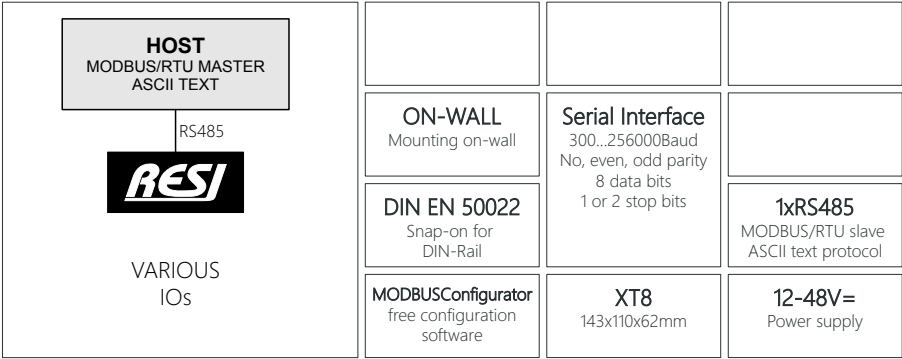 HOST
MODBUS/RTU MASTER
ASCII TEXT
RS485
RESI
VARIOUS
IOs
ON-WALL
Mounting on-wall
Serial Interface
300...256000Baud
No, even, odd parity
8 data bits
1 or 2 stop bits
DIN EN 50022
Snap-on for
DIN-Rail
1xRS485
MODBUS/RTU slave
ASCII text protocol
MODBUSConfigurator
free configuration
software
XT8
143x110x62mm
12-48V=
Power supply